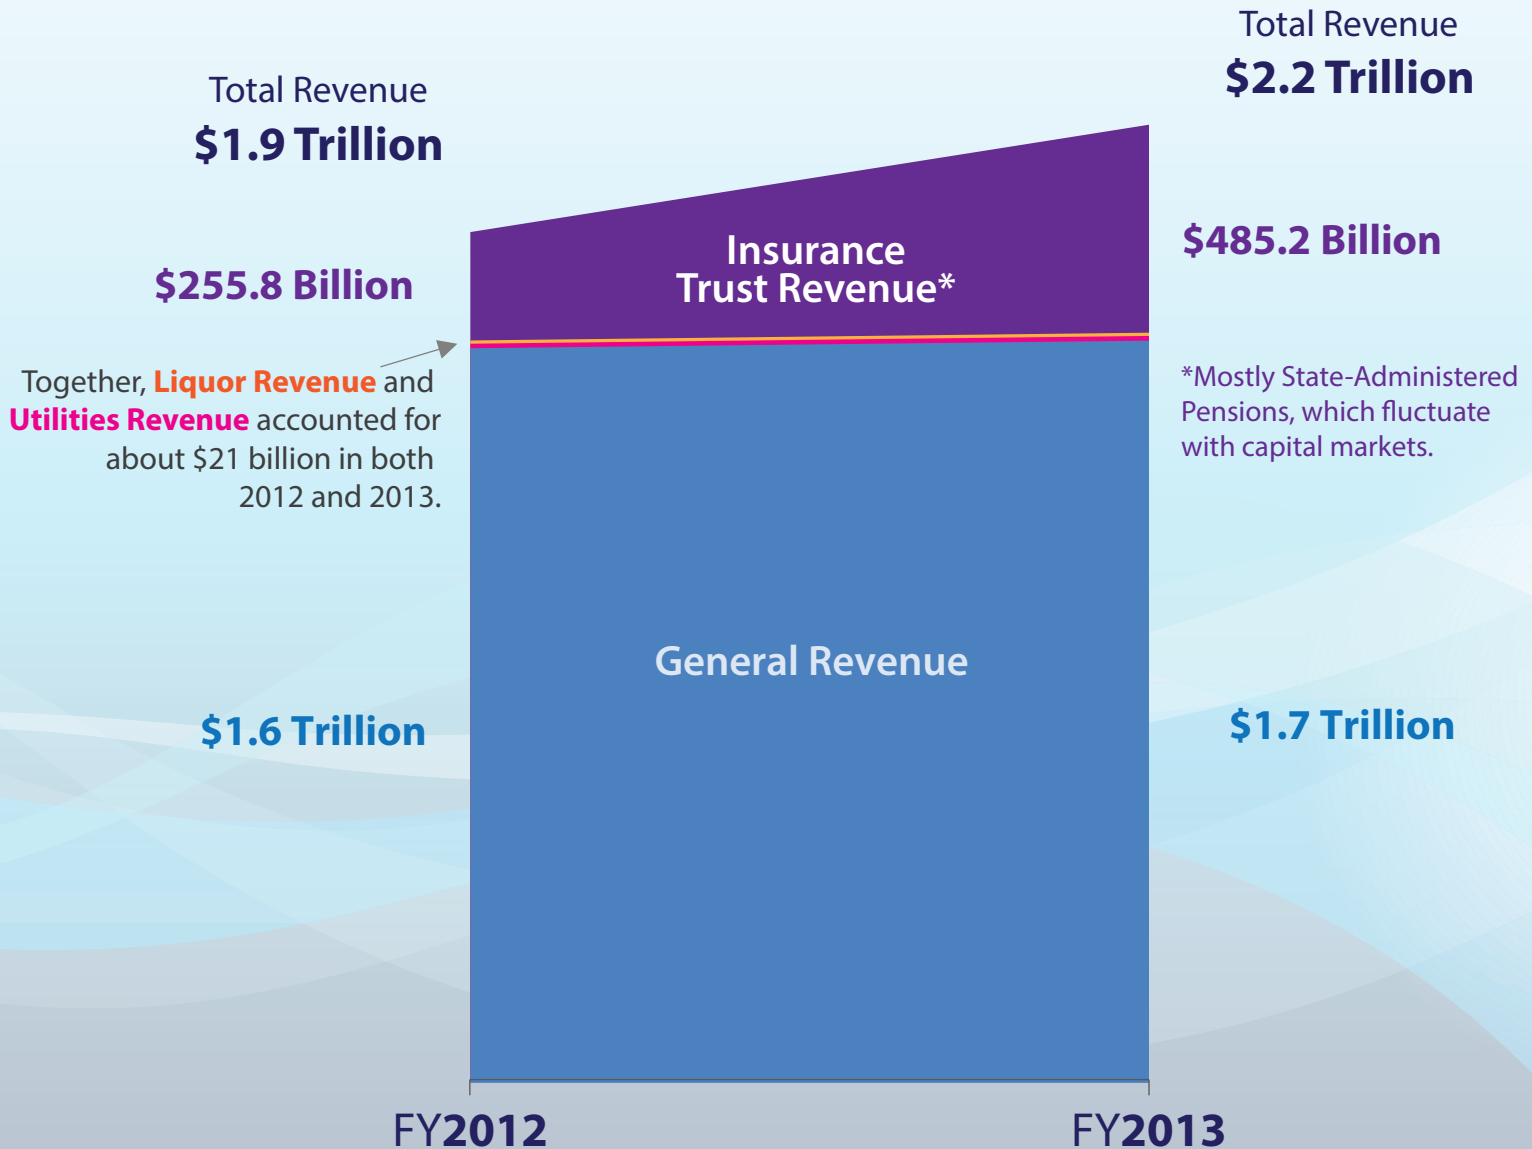 Total Revenue
$2.2 Trillion
Total Revenue
$1.9 Trillion
$255.8 Billion
Together, Liquor Revenue and
Utilities Revenue accounted for
about $21 billion in both
2012 and 2013.
$1.6 Trillion
Insurance
Trust Revenue*
General Revenue
$485.2 Billion
*Mostly State-Administered
Pensions, which fluctuate
with capital markets.
$1.7 Trillion
FY2012
FY2013